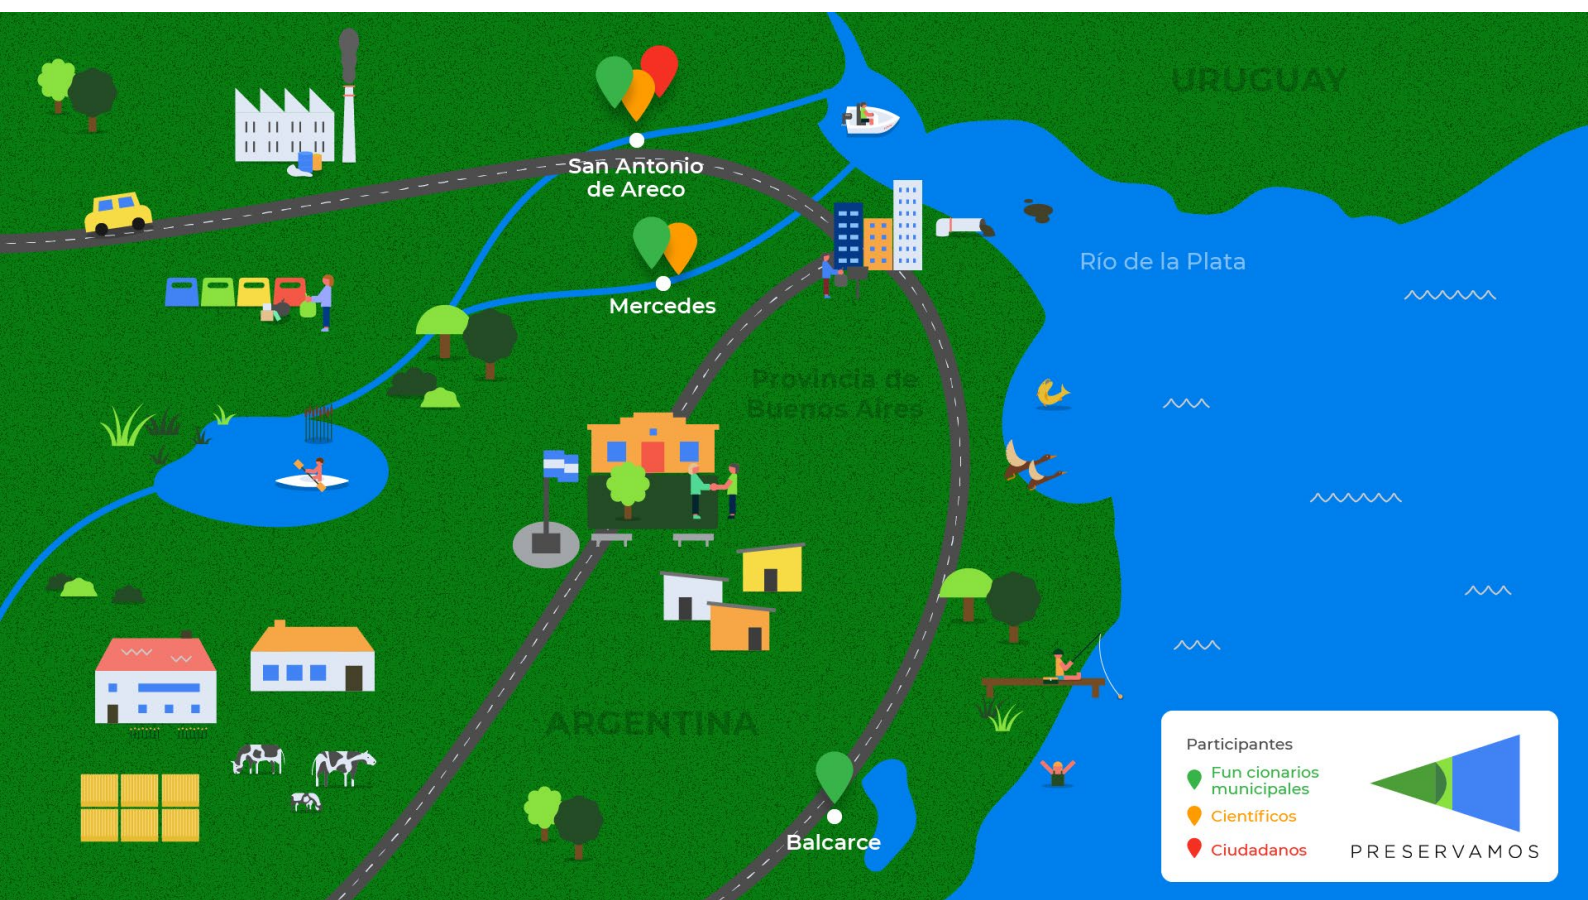 URUGUAY
San Antonio
de Areco
Río de la Plata
Mercedes
Provincia de
Buenos Aires
ARGENTINA
Balcarce
Participantes
Fun cionarios
municipales
Científicos
Ciudadanos
PRESERVAMOS